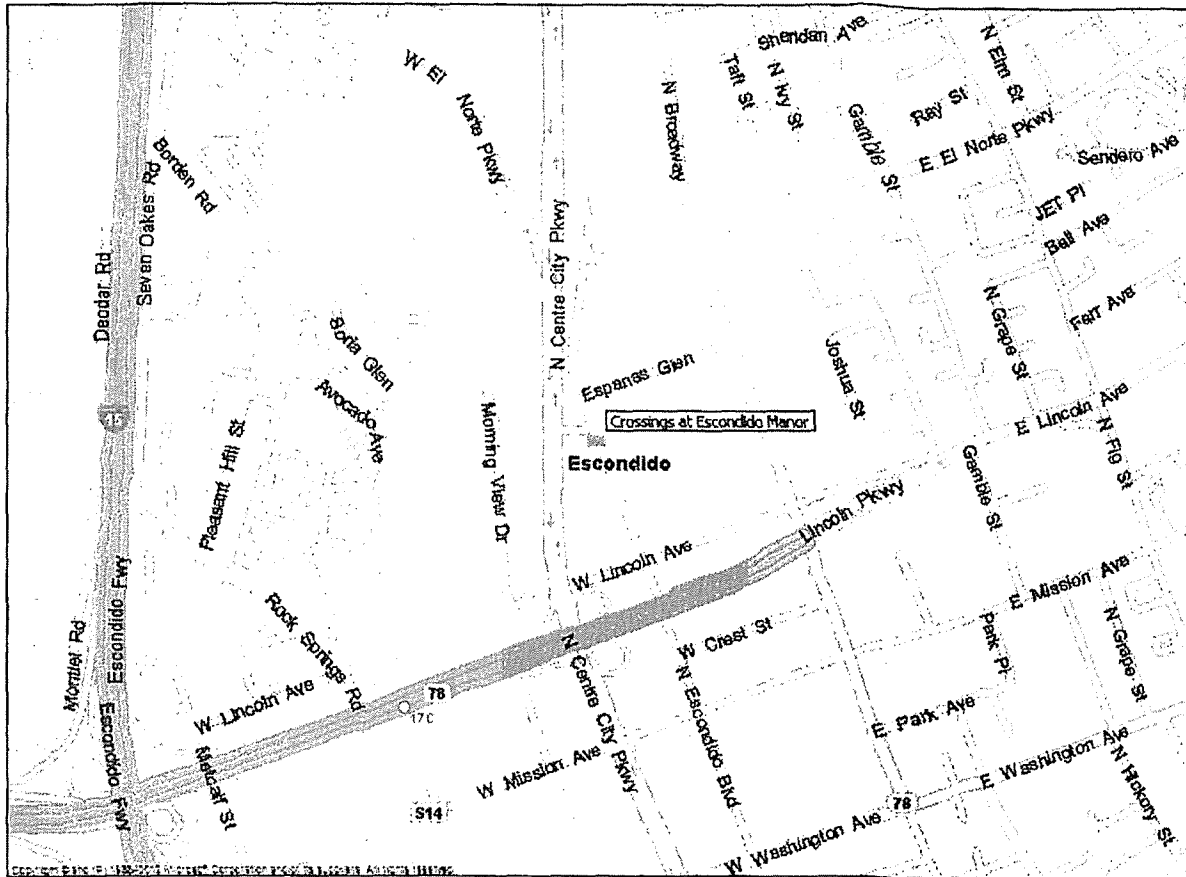 Sheridan Ave
W El Norte Pkwy
N Broadway
Taft St
N Ivy St
Gamble St
Ray St
N Elm St
E El Norte Pkwy
Sendero Ave
Borden Rd
Seven Oakes Rd
Deodar Rd
N Centre City Pkwy
JET Pl
Ball Ave
N Grape St
Farr Ave
Soria Glen
Avocado Ave
Espanas Glen
Joshua St
15
Pleasant Hill St
Morning View Dr
Crossings at Escondido Manor
Escondido
E Lincoln Ave
N Fig St
Gamble St
Lincoln Pkwy
W Lincoln Ave
Escondido Fwy
Rock Springs Rd
Montiel Rd
W Lincoln Ave
78
17C
N Centre City Pkwy
W Crest St
N Escondido Blvd
E Mission Ave
Park Pl
N Grape St
Escondido Fwy
Metcalf St
W Mission Ave
S14
E Park Ave
E Washington Ave
78
W Washington Ave
N Hickory St